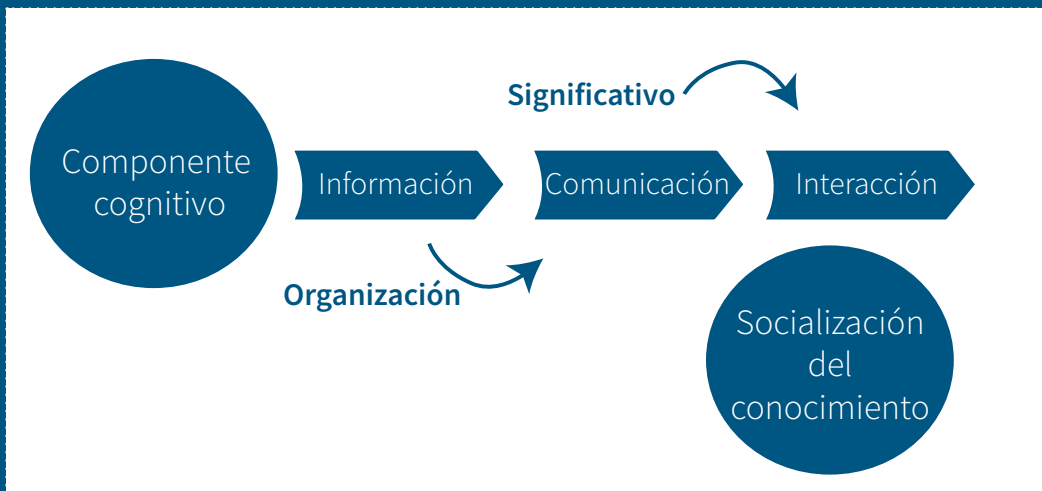 Significativo
Componente
cognitivo
Información
Comunicación
Interacción
Organización
Socialización
del
conocimiento